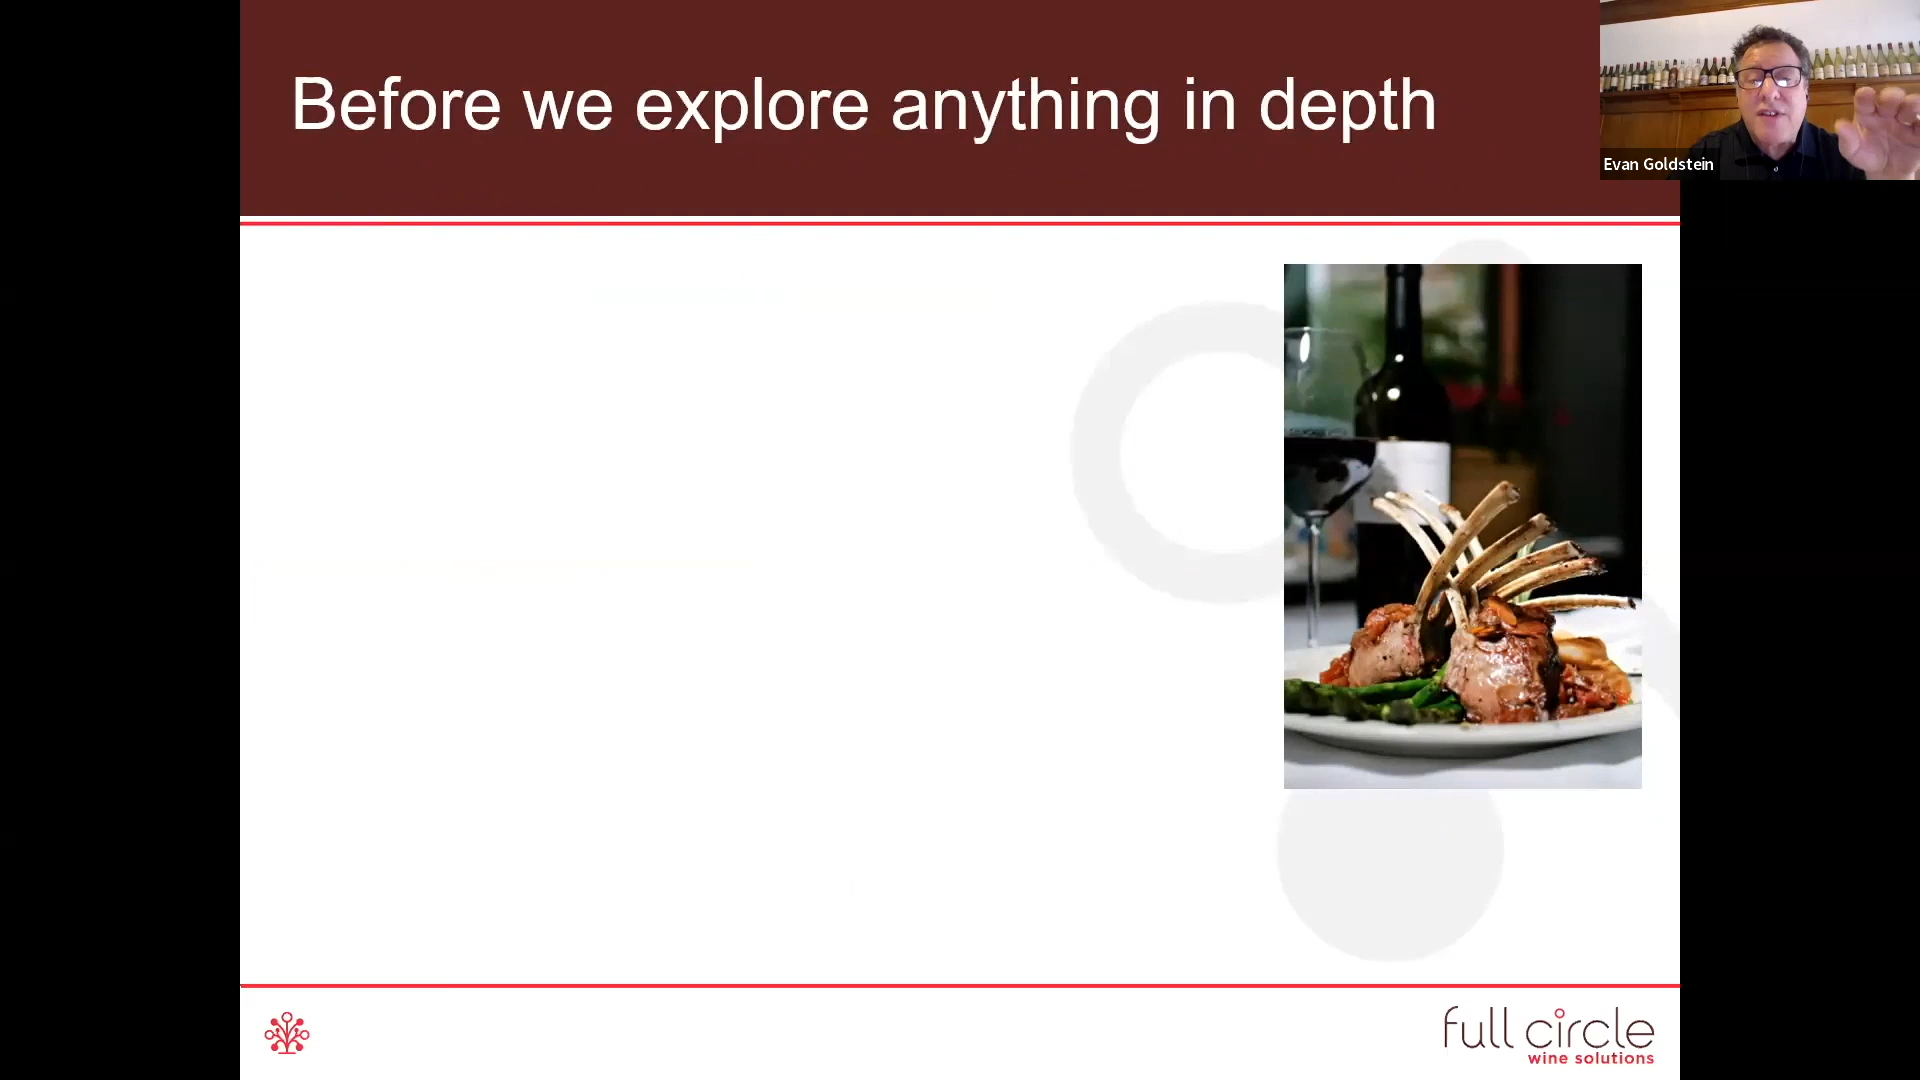 Before we explore anything in depth
Evan Goldstein
full circle
wine solutions